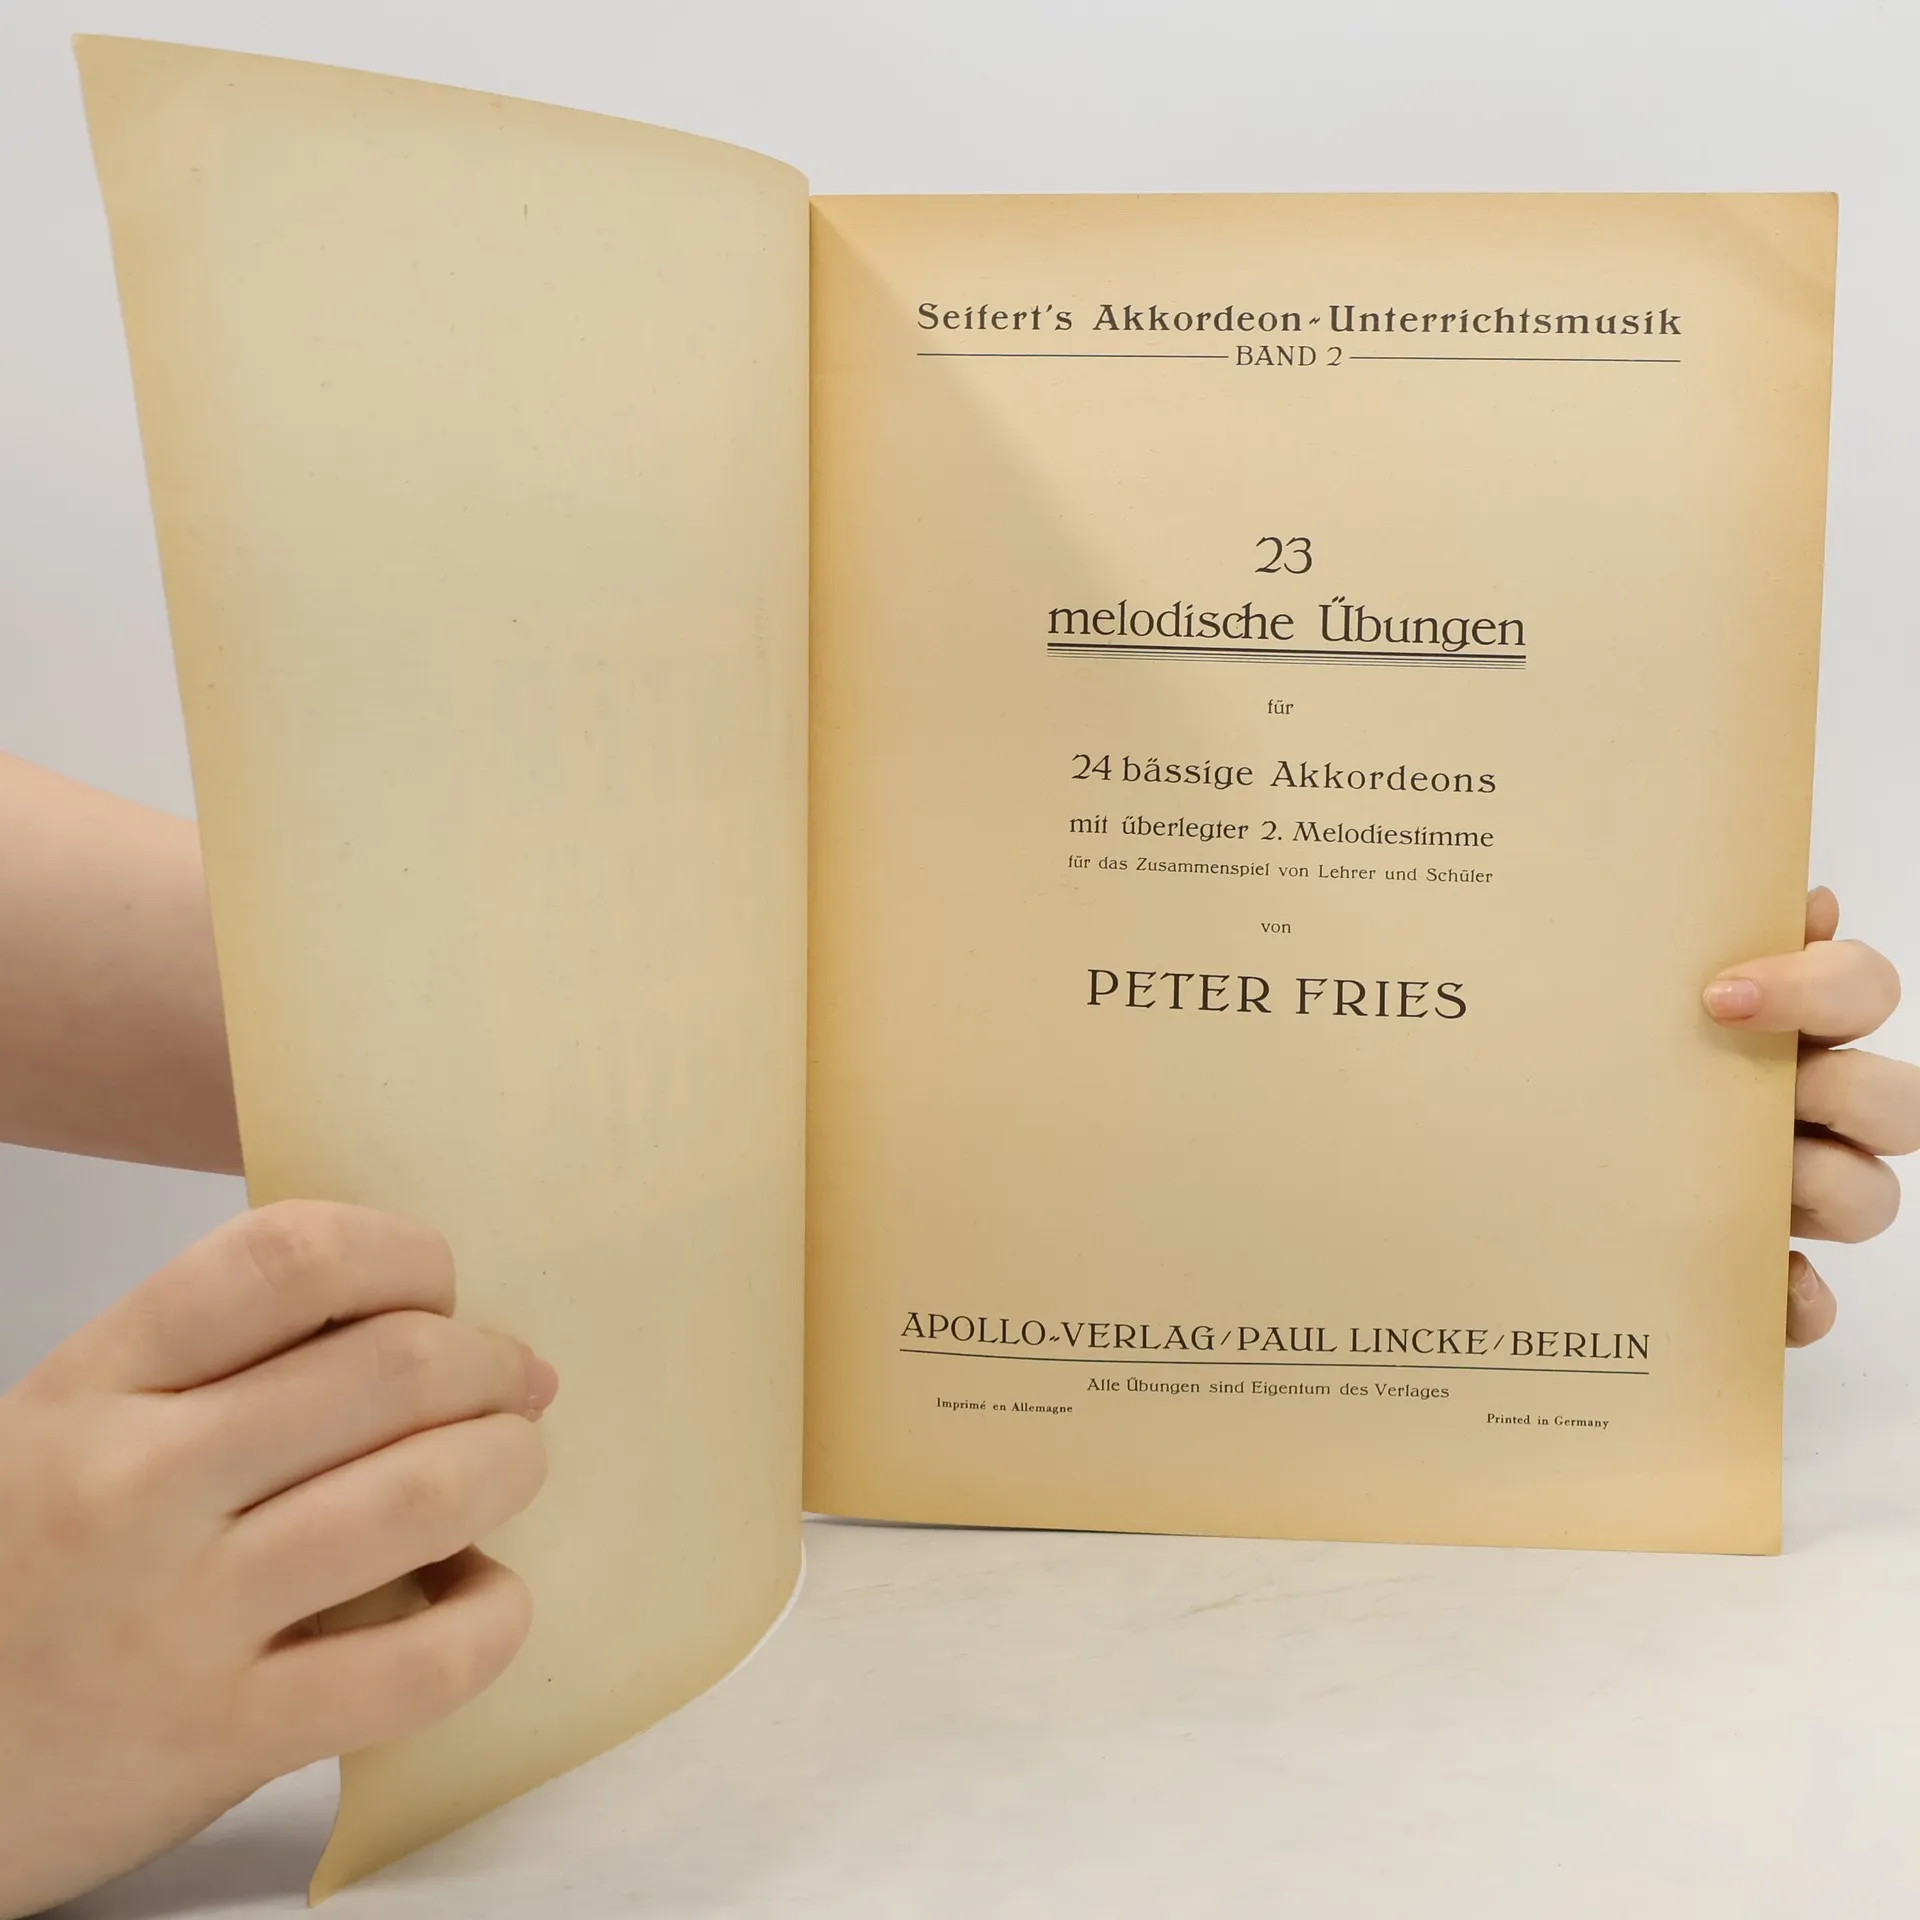 Seifert's Akkordeon-Unterrichtsmusik
BAND 2
23
melodische Übungen
für
24 bässige Akkordeons
mit überlegter 2. Melodiestimme
für das Zusammenspiel von Lehrer und Schüler
von
PETER FRIES
APOLLO-VERLAG/PAUL LINCKE/BERLIN
Alle Übungen sind Eigentum des Verlages
Imprimé en Allemagne
Printed in Germany